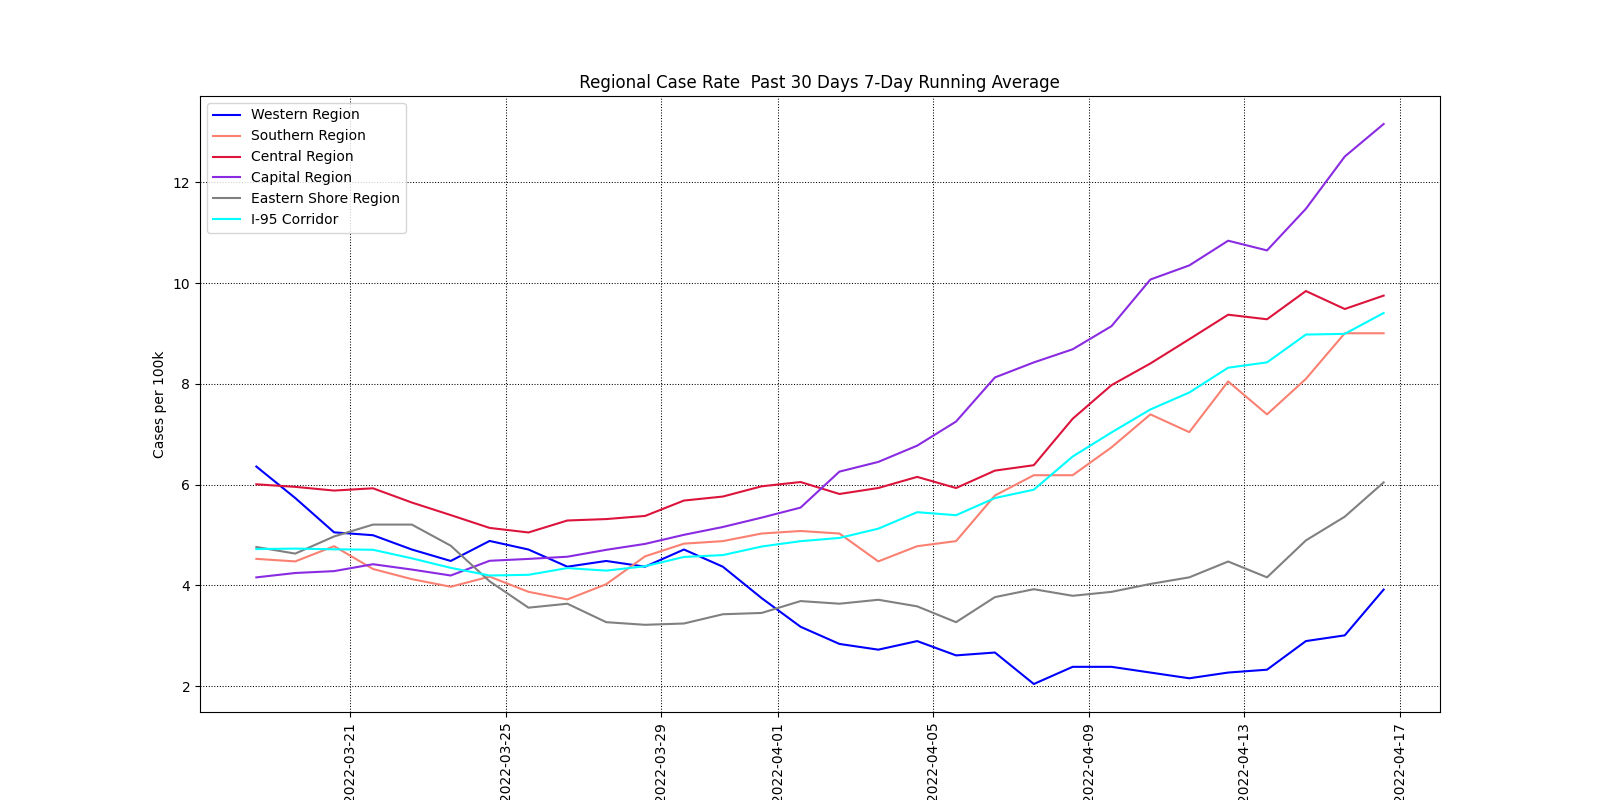 Regional Case Rate  Past 30 Days 7-Day Running Average
Western Region
Southern Region
Central Region
Capital Region
Eastern Shore Region
I-95 Corridor
Cases per 100k
12
10
8
6
4
2
2022-03-21
2022-03-25
2022-03-29
2022-04-01
2022-04-05
2022-04-09
2022-04-13
2022-04-17